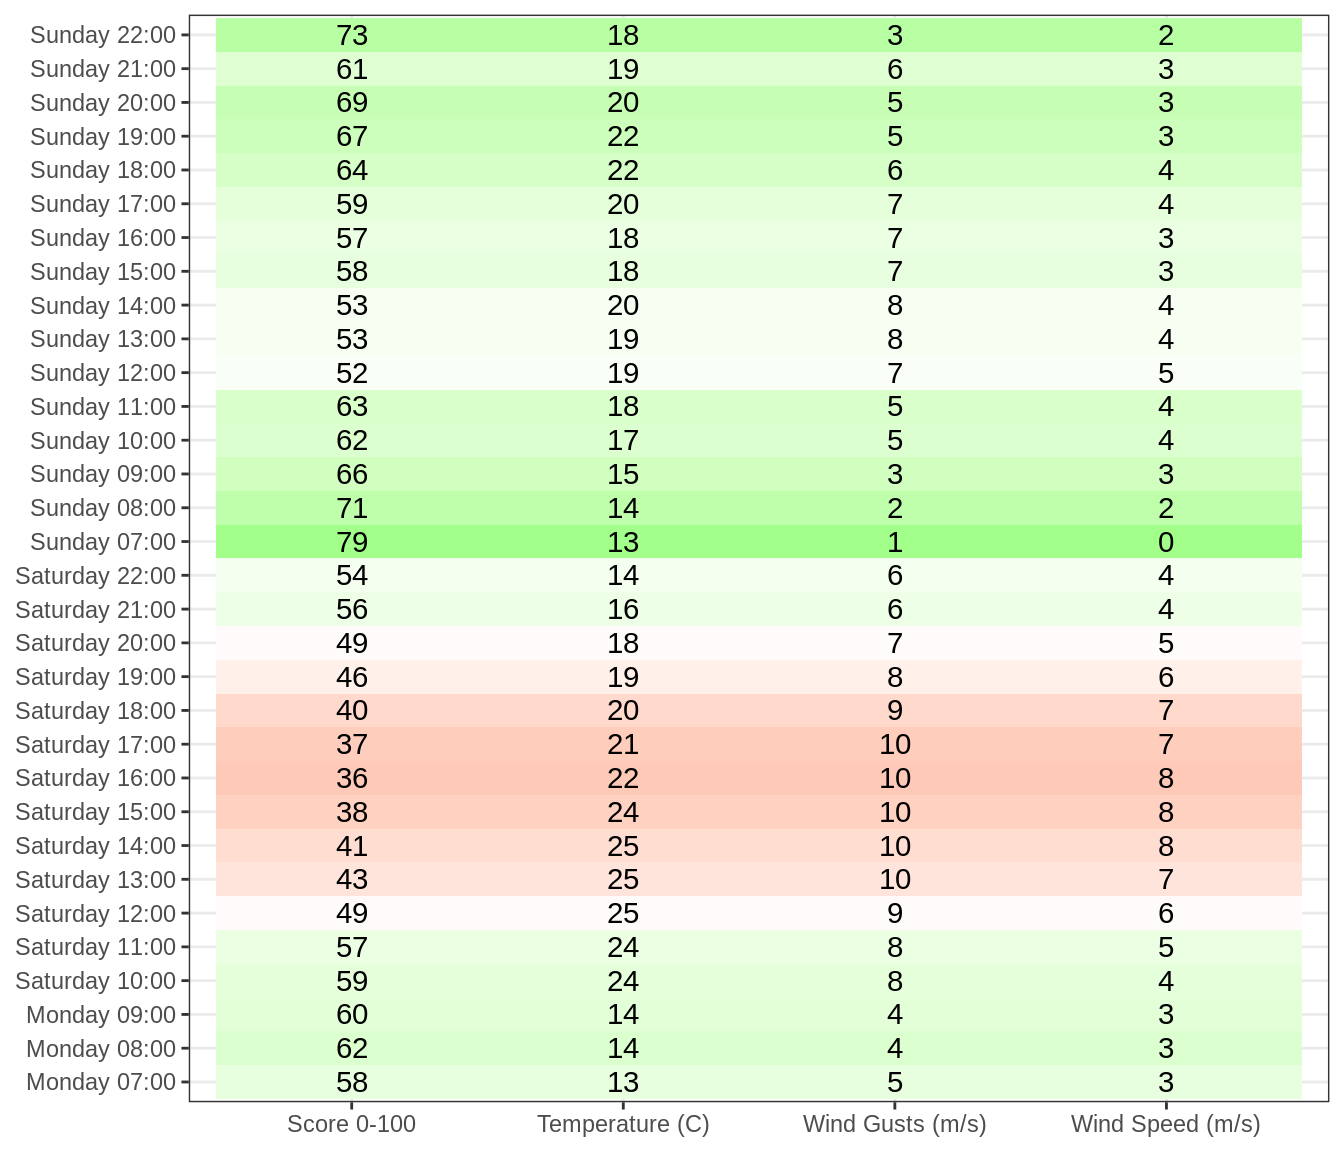 Sunday 22:00 73 18 3 2
Sunday 21:00 61 19 6 3
Sunday 20:00 69 20 5 3
Sunday 19:00 67 22 5 3
Sunday 18:00 64 22 6 4
Sunday 17:00 59 20 7 4
Sunday 16:00 57 18 7 3
Sunday 15:00 58 18 7 3
Sunday 14:00 53 20 8 4
Sunday 13:00 53 19 8 4
Sunday 12:00 52 19 7 5
Sunday 11:00 63 18 5 4
Sunday 10:00 62 17 5 4
Sunday 09:00 66 15 3 3
Sunday 08:00 71 14 2 2
Sunday 07:00 79 13 1 0
Saturday 22:00 54 14 6 4
Saturday 21:00 56 16 6 4
Saturday 20:00 49 18 7 5
Saturday 19:00 46 19 8 6
Saturday 18:00 40 20 9 7
Saturday 17:00 37 21 10 7
Saturday 16:00 36 22 10 8
Saturday 15:00 38 24 10 8
Saturday 14:00 41 25 10 8
Saturday 13:00 43 25 10 7
Saturday 12:00 49 25 9 6
Saturday 11:00 57 24 8 5
Saturday 10:00 59 24 8 4
Monday 09:00 60 14 4 3
Monday 08:00 62 14 4 3
Monday 07:00 58 13 5 3
Score 0-100 Temperature (C) Wind Gusts (m/s) Wind Speed (m/s)